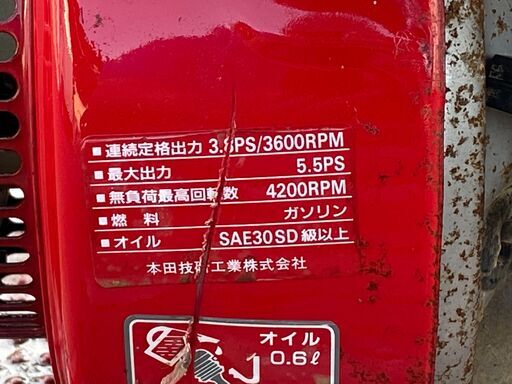 ■ 連続定格出力 3.8PS/3600RPM
■ 最大出力 5.5PS
■ 無負荷最高回転数 4200RPM
■ 燃料 ガソリン
■ オイル SAE30SD級以上
本田技研工業株式会社
オイル
0.6ℓ